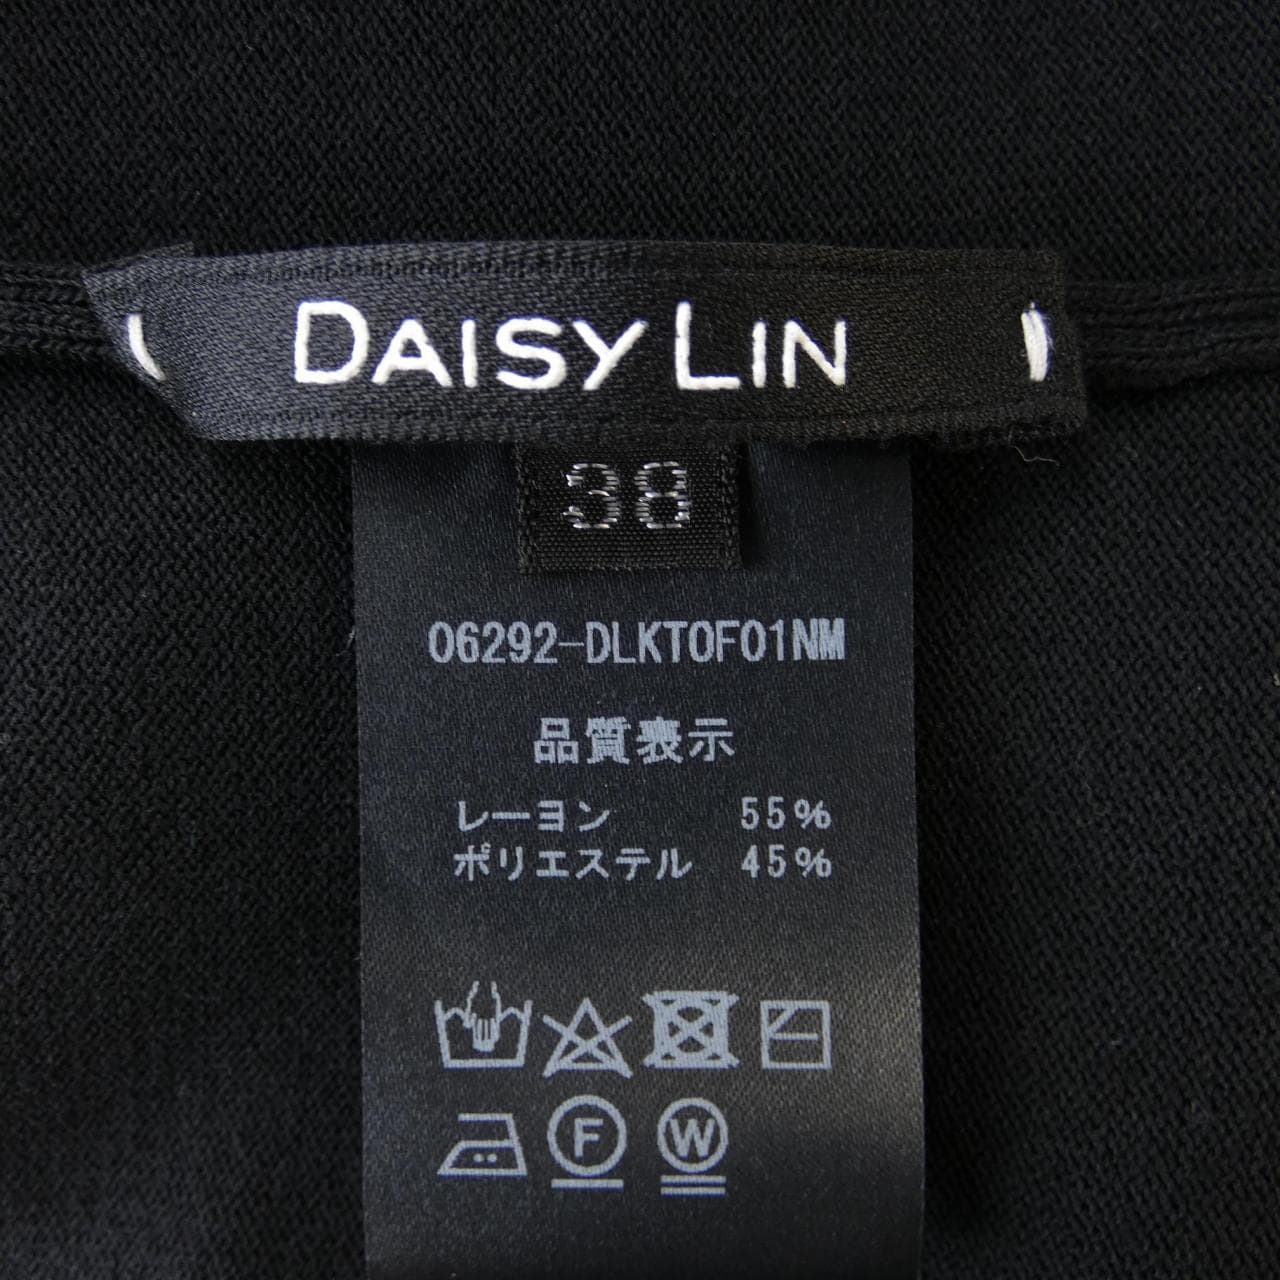 DAISY LIN
38
06292-DLKT0F01NM
品質表示
レーヨン 55%
ポリエステル 45%
F W